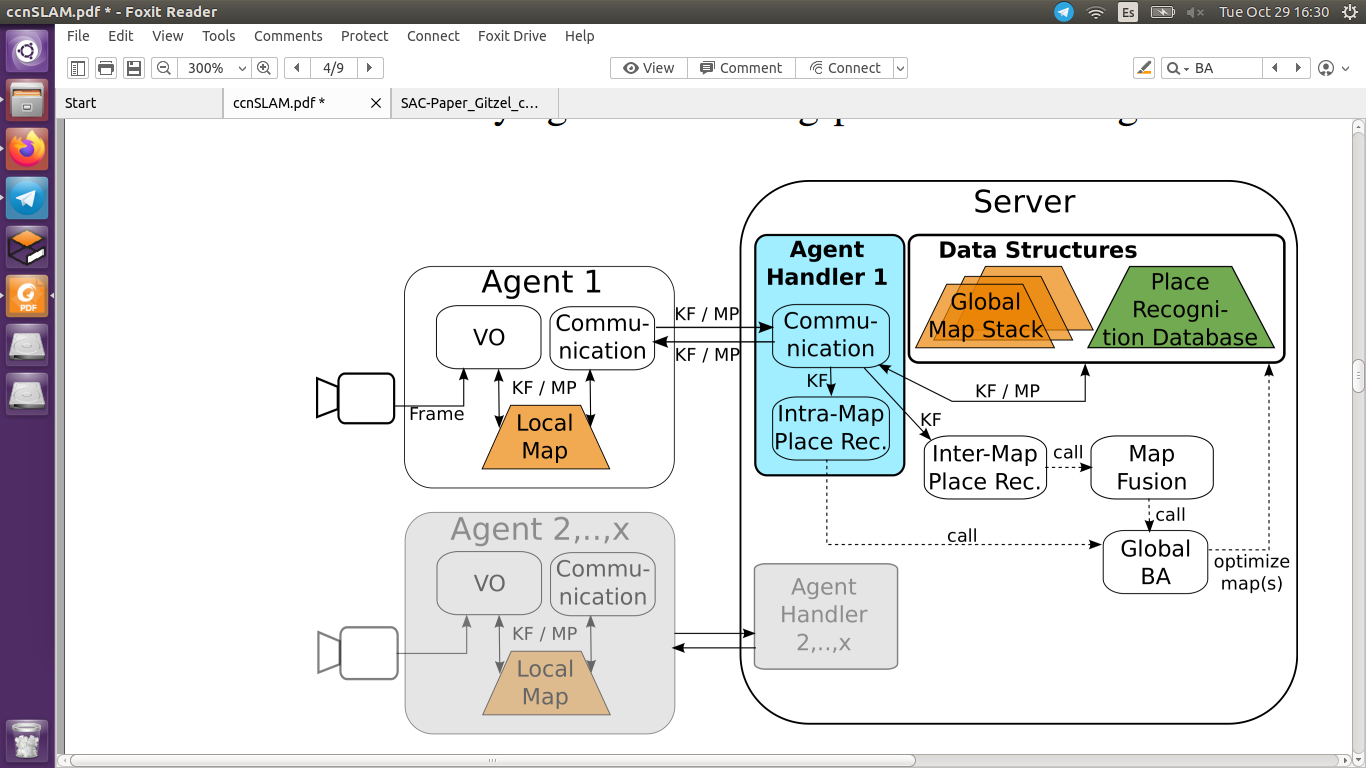 ccnSLAM.pdf * - Foxit Reader
Es
Tue Oct 29 16:30
File Edit View Tools Comments Protect Connect Foxit Drive Help
300%
4/9
View
Comment
Connect
BA
Start
ccnSLAM.pdf *
SAC-Paper_Gitzel_c...
PDF
Server
Agent
Handler 1
Data Structures
Global
Map Stack
Place
Recogni-
tion Database
Agent 1
VO
Commu-
nication
KF / MP
KF / MP
Commu-
nication
KF / MP
Frame
Local
Map
KF
Intra-Map
Place Rec.
KF / MP
KF
Inter-Map
Place Rec.
call
Map
Fusion
call
call
Global
BA
optimize
map(s)
Agent 2,..,x
VO
Commu-
nication
KF / MP
Local
Map
Agent
Handler
2,..,x